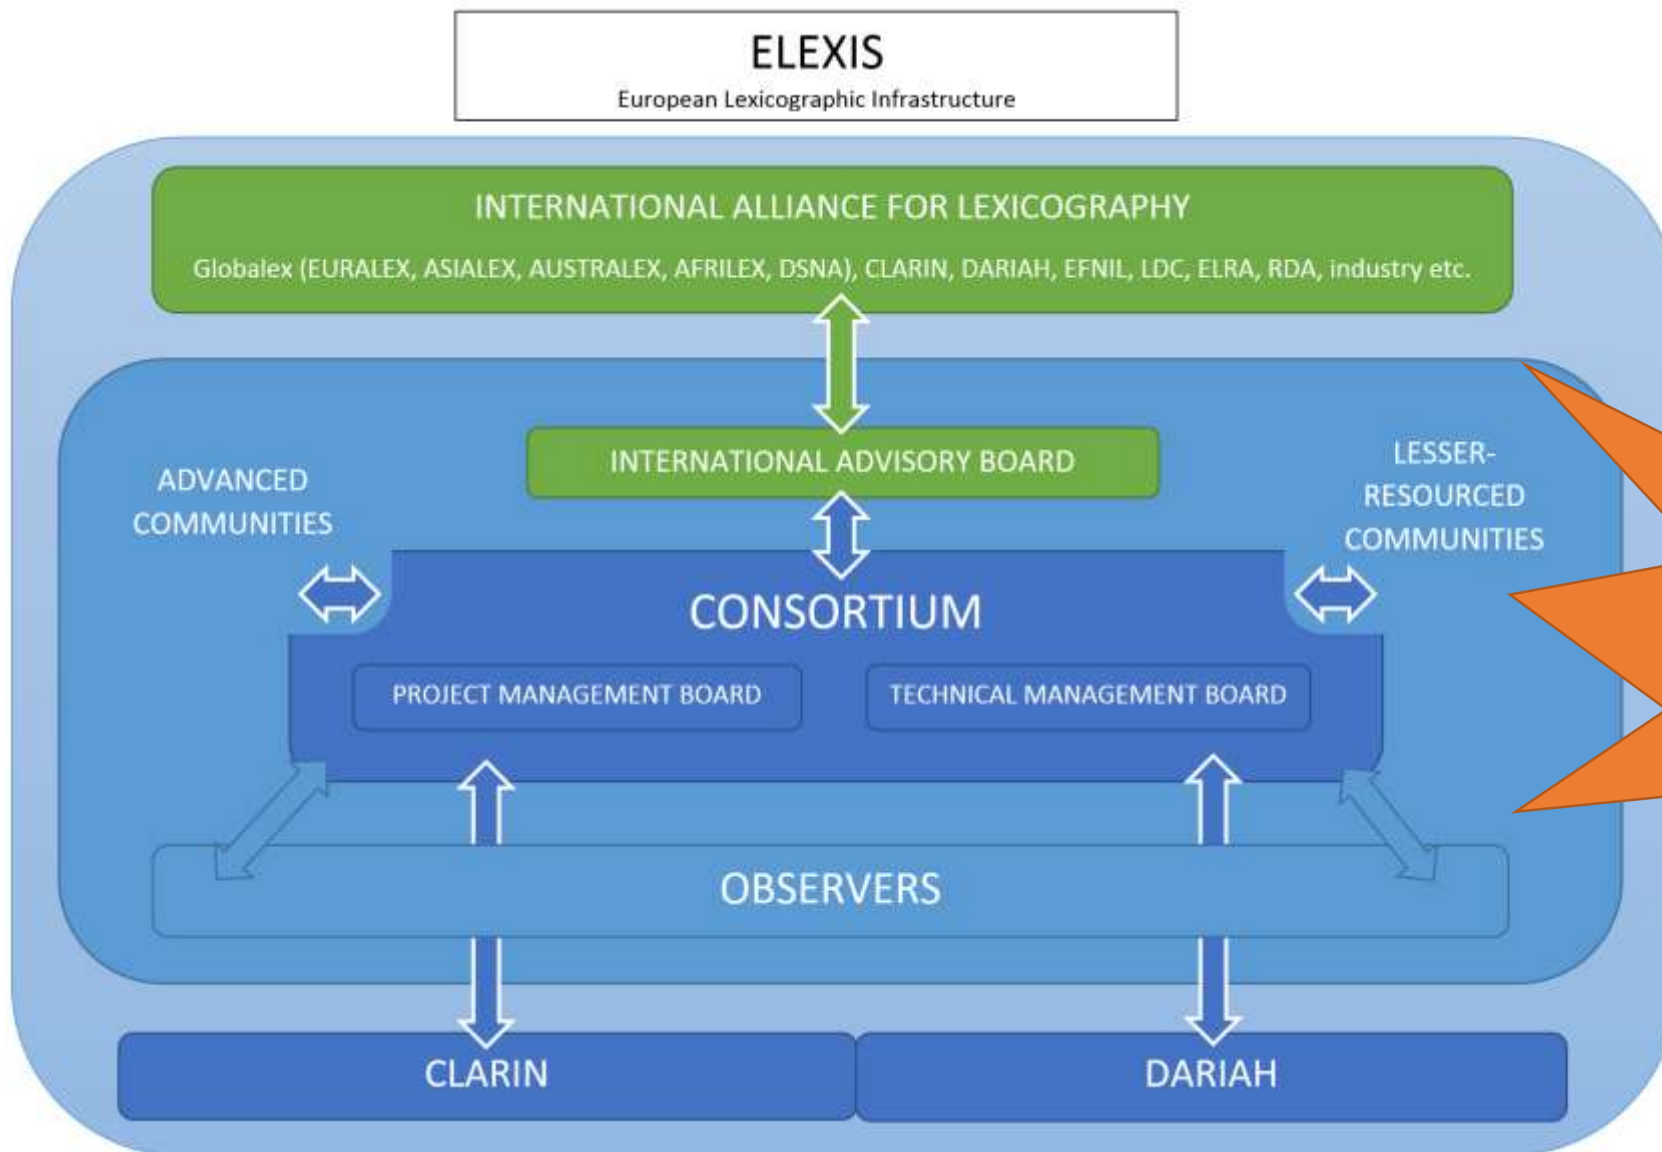 ELEXIS
European Lexicographic Infrastructure
INTERNATIONAL ALLIANCE FOR LEXICOGRAPHY
Globalex (EURALEX, ASIALEX, AUSTRALEX, AFRILEX, DSNA), CLARIN, DARIAH, EFNIL, LDC, ELRA, RDA, industry etc.
INTERNATIONAL ADVISORY BOARD
ADVANCED
COMMUNITIES
LESSER-
RESOURCED
COMMUNITIES
CONSORTIUM
PROJECT MANAGEMENT BOARD
TECHNICAL MANAGEMENT BOARD
OBSERVERS
CLARIN
DARIAH